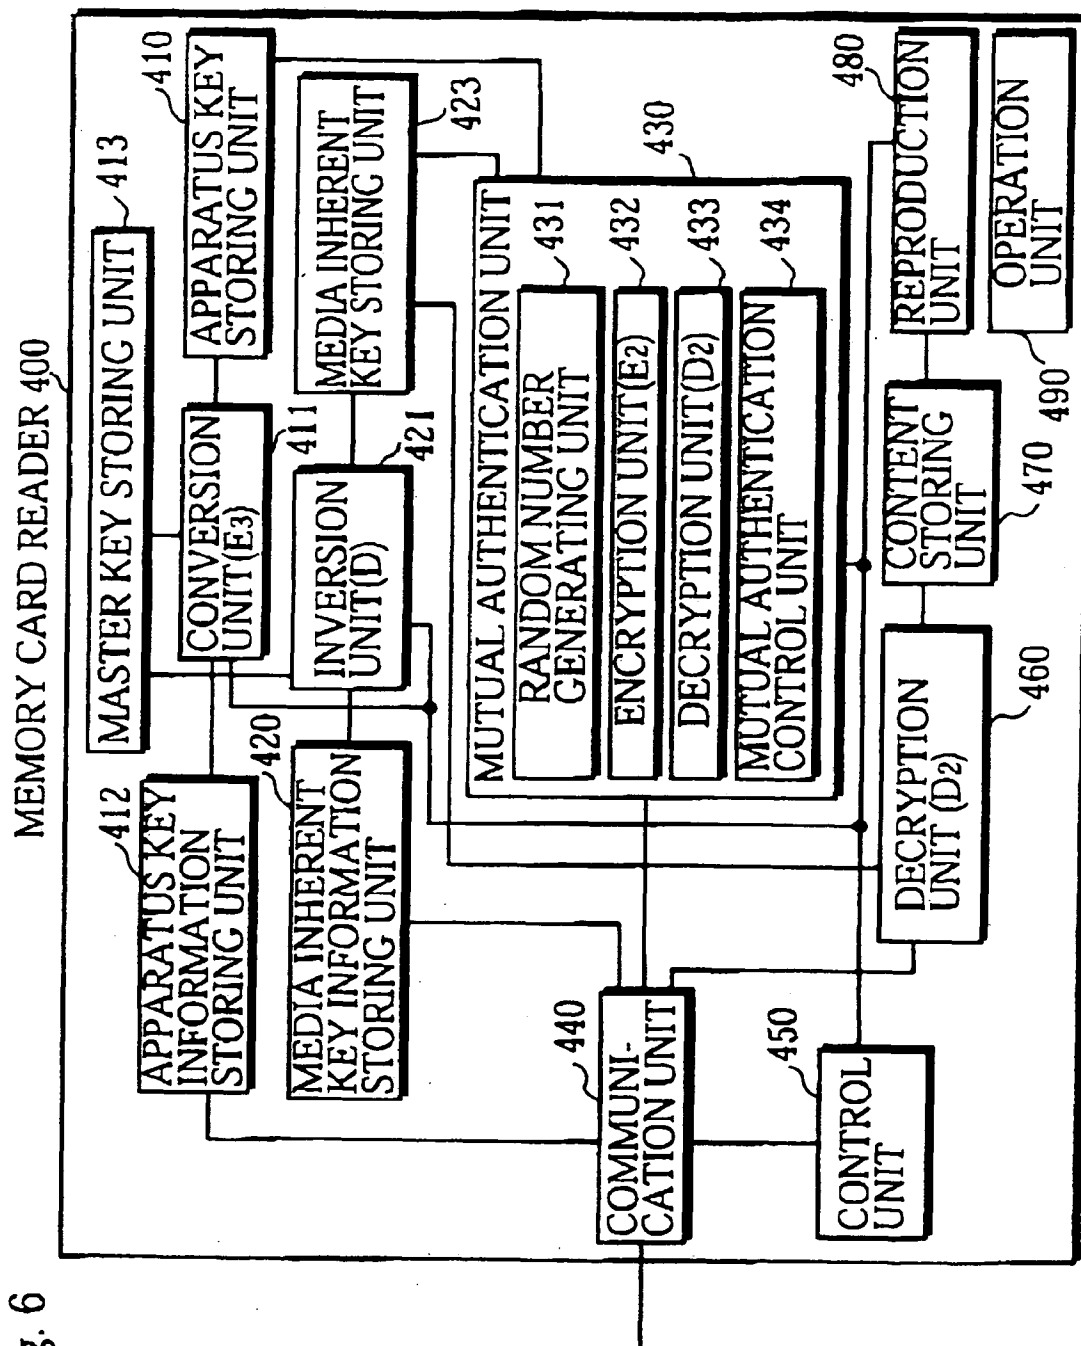 g. 6
MEMORY CARD READER 400
MASTER KEY STORING UNIT
413
APPARATUS KEY
INFORMATION
STORING UNIT
412
CONVERSION
UNIT(E3)
411
APPARATUS KEY
STORING UNIT
410
MEDIA INHERENT
KEY INFORMATION
STORING UNIT
420
INVERSION
UNIT(D)
421
MEDIA INHERENT
KEY STORING UNIT
423
MUTUAL AUTHENTICATION UNIT
430
RANDOM NUMBER
GENERATING UNIT
431
ENCRYPTION UNIT(E2)
432
DECRYPTION UNIT(D2)
433
MUTUAL AUTHENTICATION
CONTROL UNIT
434
COMMUNI-
CATION UNIT
440
CONTROL
UNIT
450
DECRYPTION
UNIT (D2)
460
CONTENT
STORING
UNIT
470
REPRODUCTION
UNIT
480
OPERATION
UNIT
490